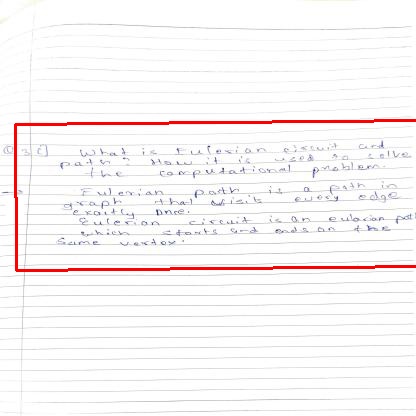 Q 3 c] What is Eulerian circuit and
path? How it is used to solve
the computational problem.
→ Eulerian path is a path in
graph that visits every edge
exactly once.
Eulerian circuit is an eularian path
which starts and ends on the
same vertex.